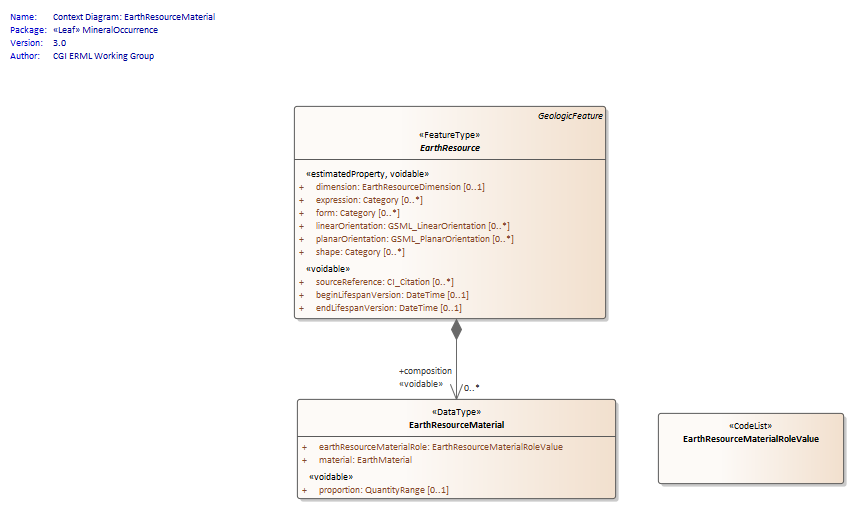 Name: Context Diagram: EarthResourceMaterial
Package: «Leaf» MineralOccurrence
Version: 3.0
Author: CGI ERML Working Group
GeologicFeature
«FeatureType»
EarthResource
«estimatedProperty, voidable»
+ dimension: EarthResourceDimension [0..1]
+ expression: Category [0..*]
+ form: Category [0..*]
+ linearOrientation: GSML_LinearOrientation [0..*]
+ planarOrientation: GSML_PlanarOrientation [0..*]
+ shape: Category [0..*]
«voidable»
+ sourceReference: CI_Citation [0..*]
+ beginLifespanVersion: DateTime [0..1]
+ endLifespanVersion: DateTime [0..1]
+composition
«voidable» 0..*
«DataType»
EarthResourceMaterial
+ earthResourceMaterialRole: EarthResourceMaterialRoleValue
+ material: EarthMaterial
«voidable»
+ proportion: QuantityRange [0..1]
«CodeList»
EarthResourceMaterialRoleValue